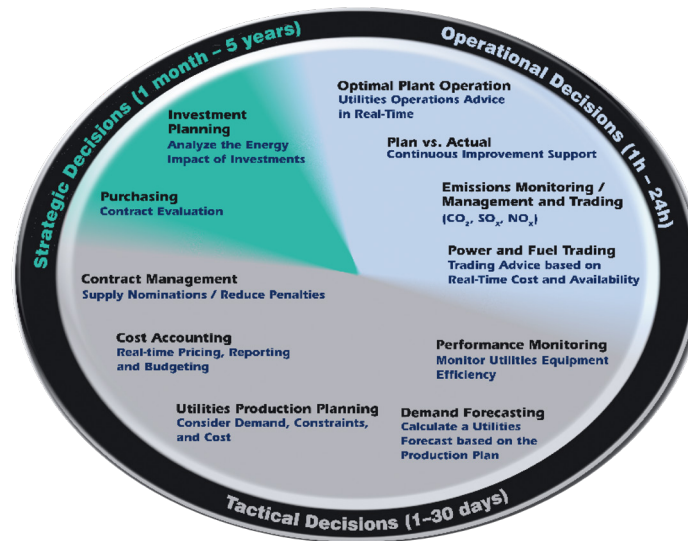 Strategic Decisions (1 month – 5 years)
Operational Decisions (1h – 24h)
Investment
Planning
Analyze the Energy
Impact of Investments
Purchasing
Contract Evaluation
Optimal Plant Operation
Utilities Operations Advice
in Real-Time
Plan vs. Actual
Continuous Improvement Support
Emissions Monitoring /
Management and Trading
(CO₂, SOₓ, NOₓ)
Power and Fuel Trading
Trading Advice based on
Real-Time Cost and Availability
Contract Management
Supply Nominations / Reduce Penalties
Cost Accounting
Real-time Pricing, Reporting
and Budgeting
Utilities Production Planning
Consider Demand, Constraints,
and Cost
Performance Monitoring
Monitor Utilities Equipment
Efficiency
Demand Forecasting
Calculate a Utilities
Forecast based on the
Production Plan
Tactical Decisions (1–30 days)